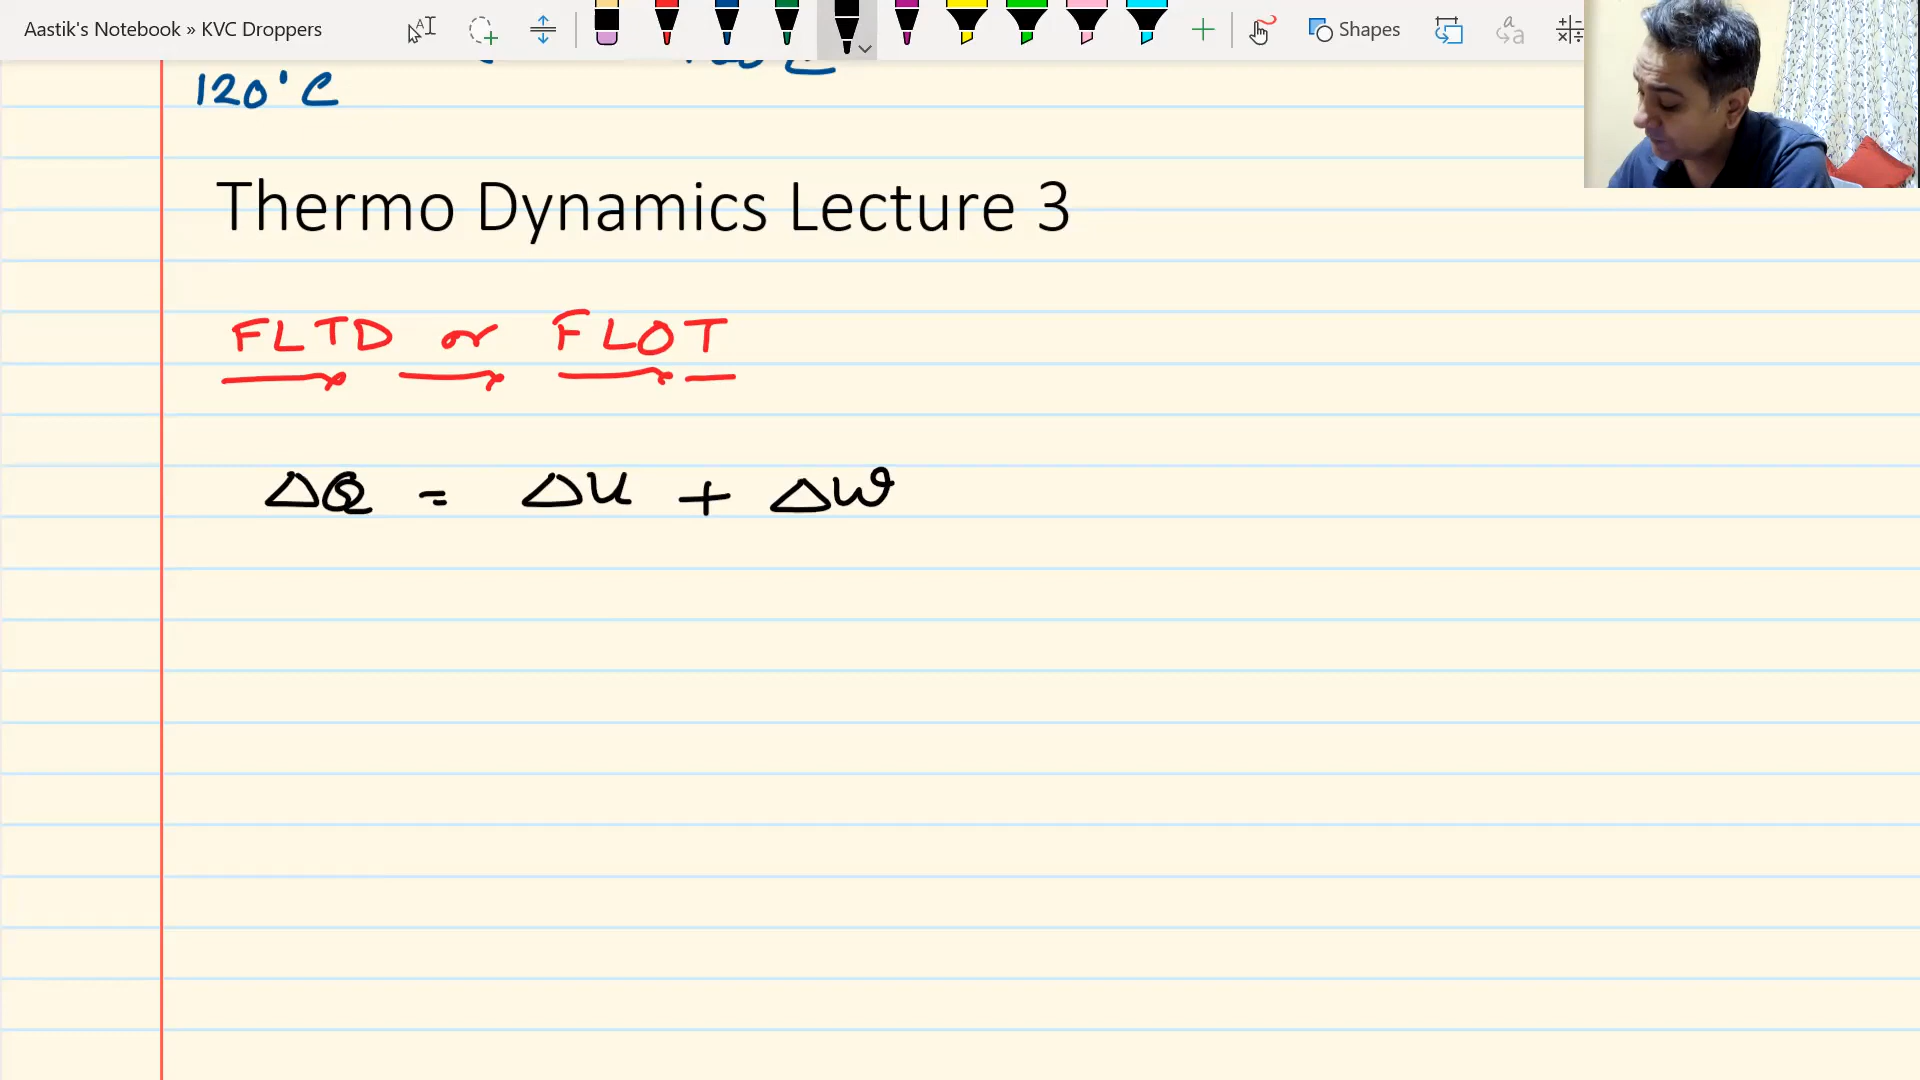 Aastik's Notebook » KVC Droppers
Shapes
120°C
Thermo Dynamics Lecture 3
FLTD or FLOT
ΔQ = ΔU + ΔW